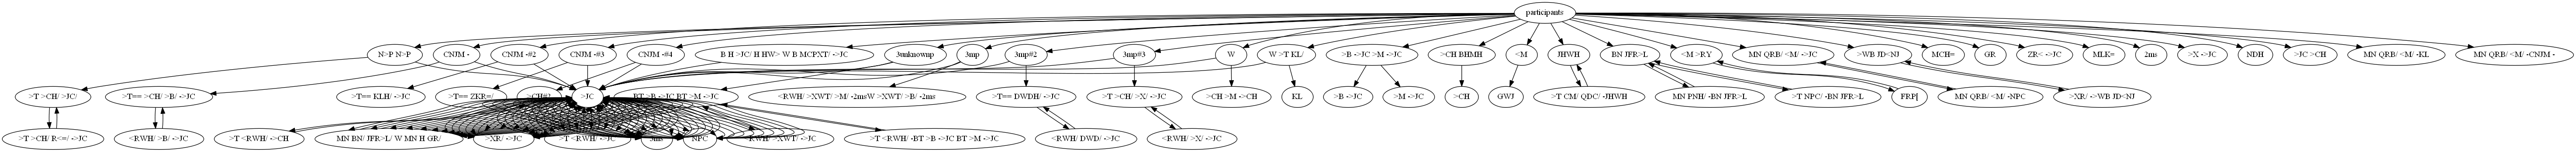 participants
N>P N>P
CNJM -
CNJM -#2
CNJM -#3
CNJM -#4
B H >JC/ H HW> W B MCPXT/ ->JC
3unknownp
3mp
3mp#2
3mp#3
W
W >T KL/
>B ->JC >M ->JC
>CH BHMH
<M
JHWH
BN JFR>L
<M >RY
MN QRB/ <M/ ->JC
>WB JD<NJ
MCH=
GR
ZR< ->JC
MLK=
2ms
>X ->JC
NDH
>JC >CH
MN QRB/ <M/ -KL
MN QRB/ <M/ -CNJM -
>T >CH/ >JC/
>T== >CH/ >B/ ->JC
>T== KLH/ ->JC
>T== ZKR=/
>CH#2
>JC
BT >B ->JC BT >M ->JC
<RWH/ >XWT/ >M/ -2msW >XWT/ >B/ -2ms
>T== DWDH/ ->JC
>T >CH/ >X/ ->JC
>CH >M ->CH
KL
>B ->JC
>M ->JC
>CH
GWJ
>T CM/ QDC/ -JHWH
MN PNH/ -BN JFR>L
>T NPC/ -BN JFR>L
FRP[
MN QRB/ <M/ -NPC
>XR/ ->WB JD<NJ
>T >CH/ R<=/ ->JC
<RWH/ >B/ ->JC
>T <RWH/ ->CH
MN BN/ JFR>L/ W MN H GR/
>XR/ ->JC
>T <RWH/ ->JC
3ms
NPC
<RWH/ >XWT/ ->JC
>T <RWH/ -BT >B ->JC BT >M ->JC
<RWH/ DWD/ ->JC
<RWH/ >X/ ->JC